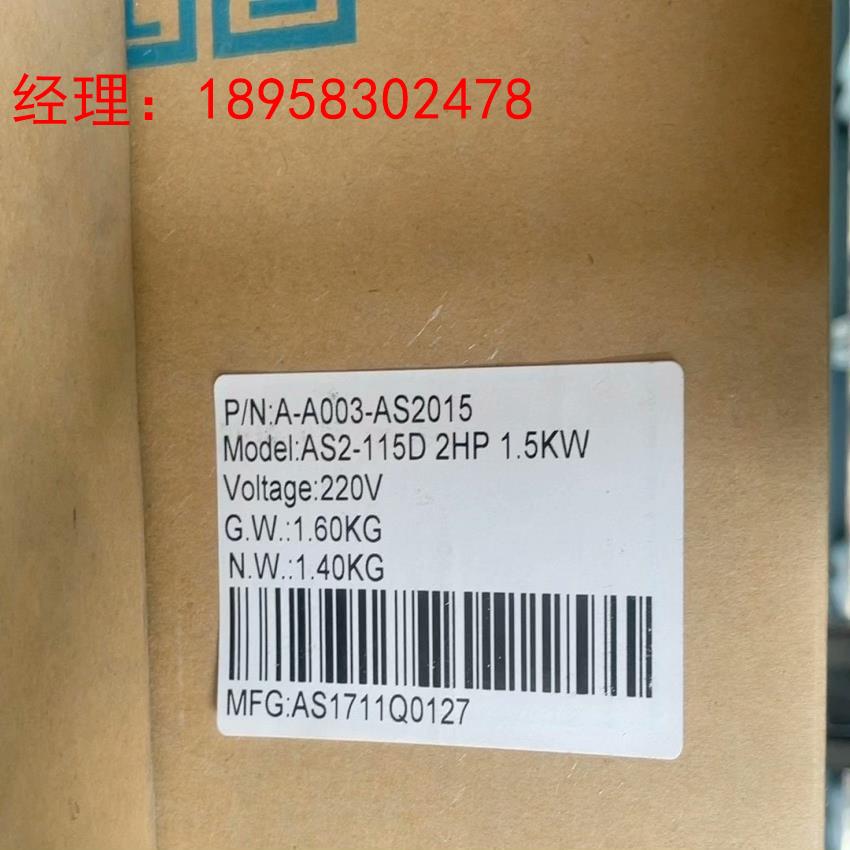 经理：18958302478
P/N:A-A003-AS2015
Model:AS2-115D 2HP 1.5KW
Voltage:220V
G.W.:1.60KG
N.W.:1.40KG
MFG:AS1711Q0127